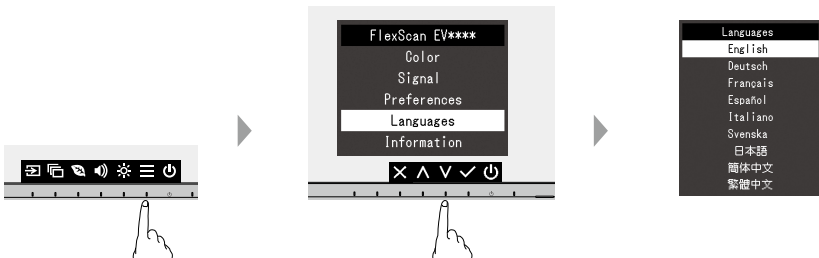 FlexScan EV****
Color
Signal
Preferences
Languages
Information
Languages
English
Deutsch
Français
Español
Italiano
Svenska
日本語
簡体中文
繁體中文